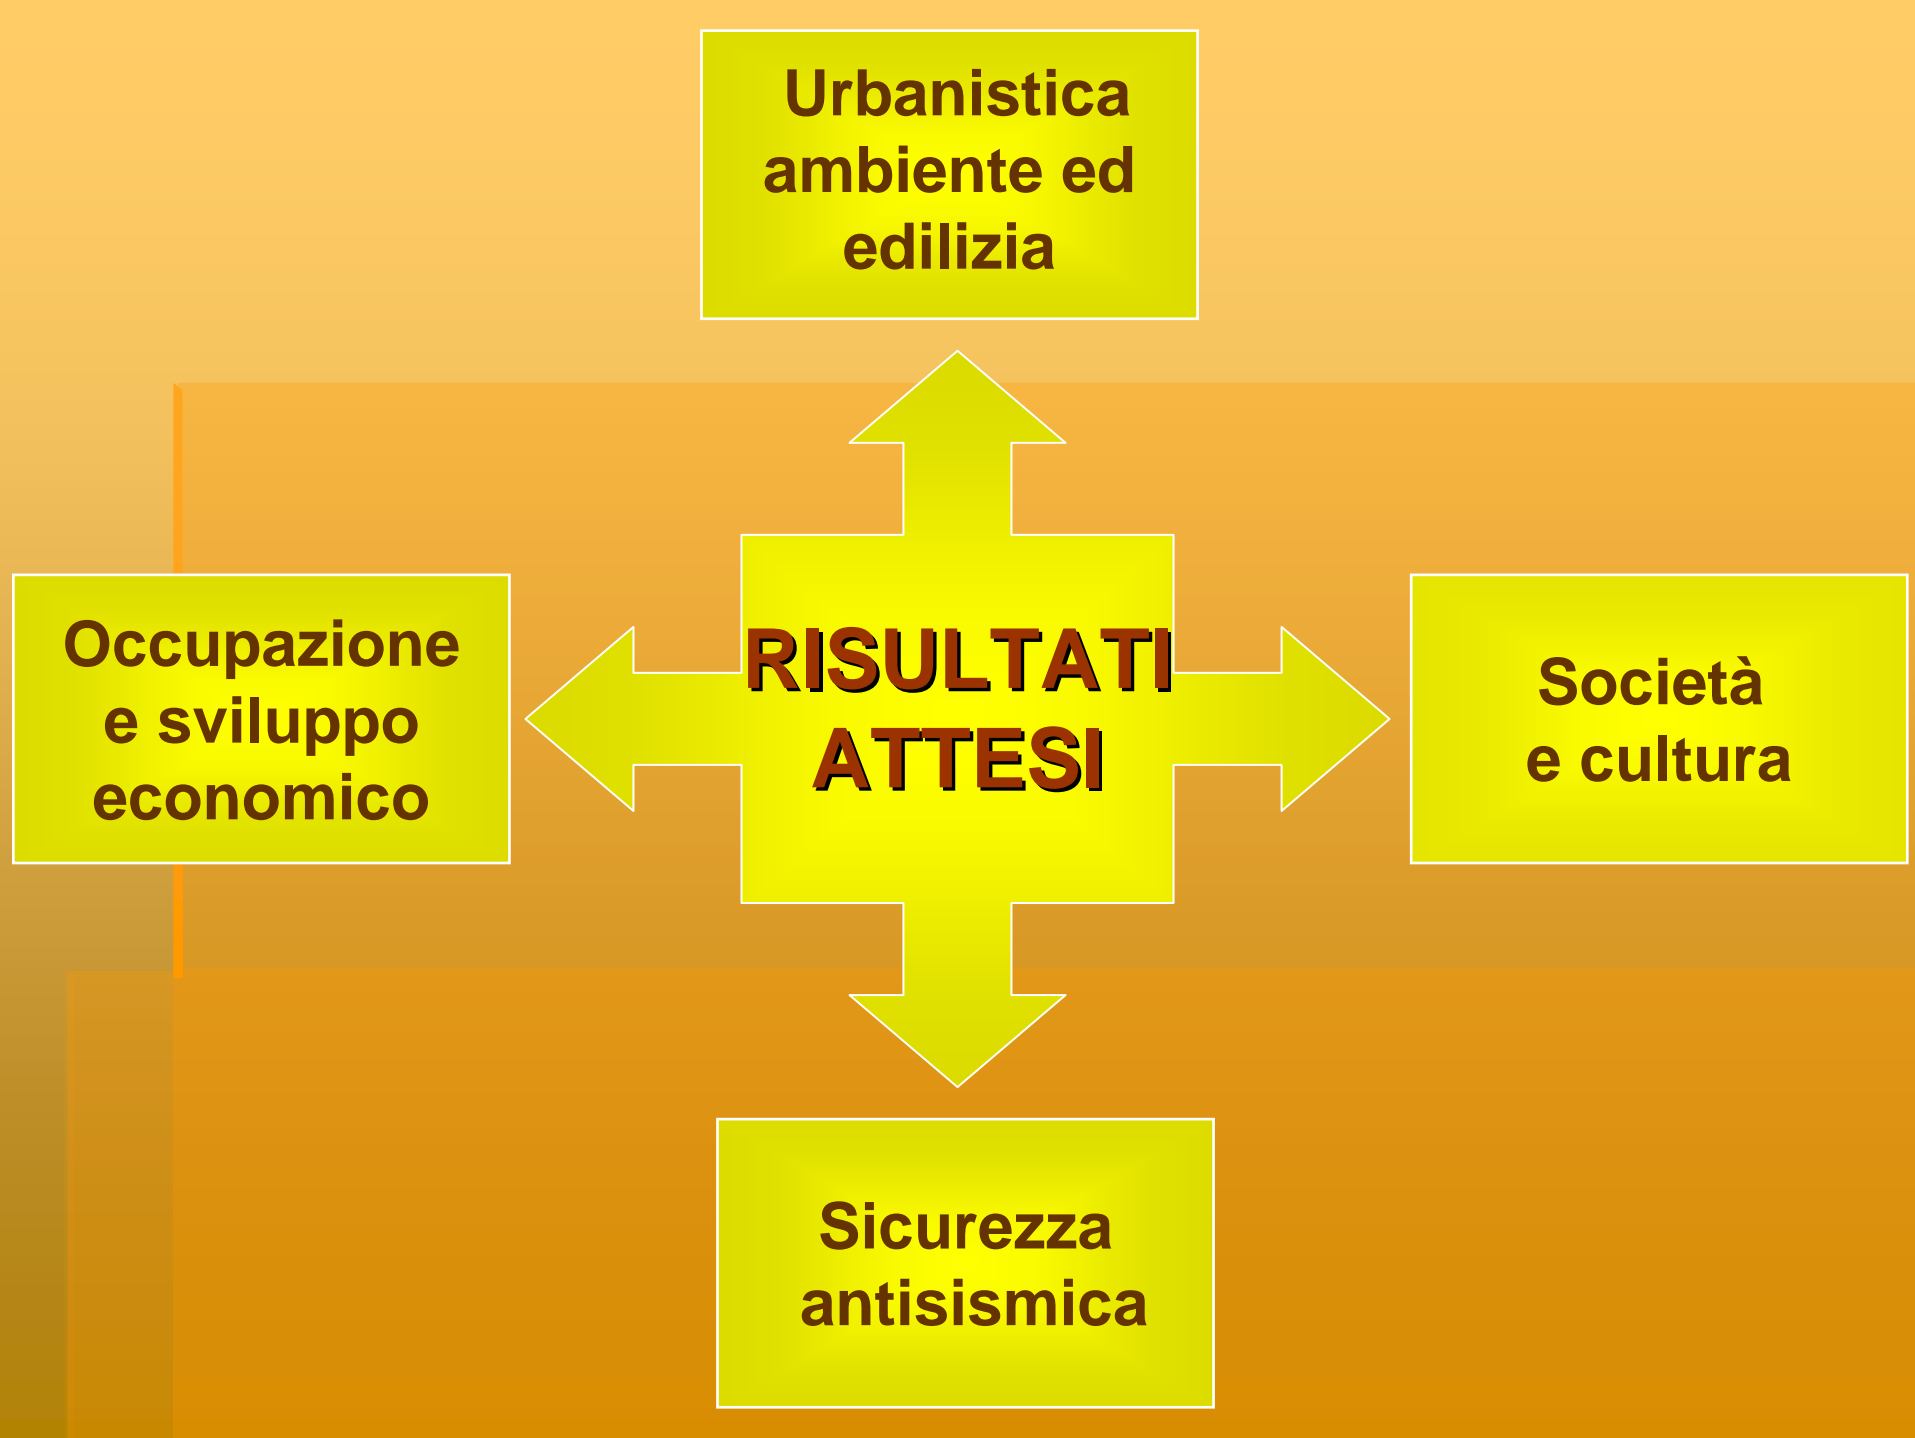 Urbanistica
ambiente ed
edilizia
Occupazione
e sviluppo
economico
RISULTATI
ATTESI
Società
e cultura
Sicurezza
antisismica